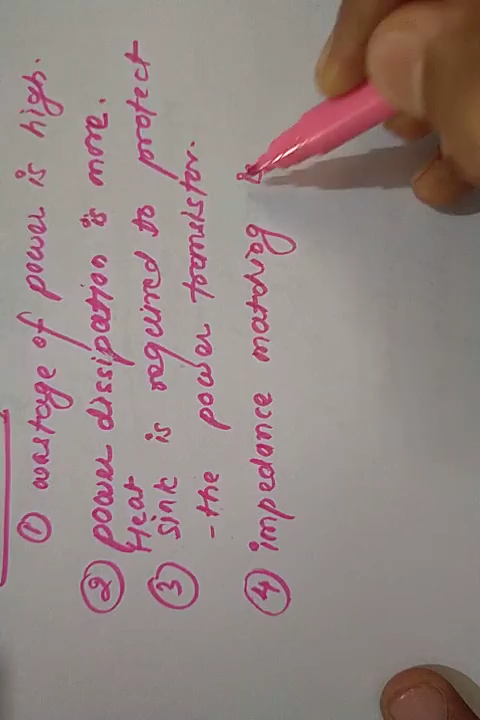 ① wastage of power is high.
② power dissipation is more.
③ Heat sink is required to protect
the power transistor.
④ impedance matching is